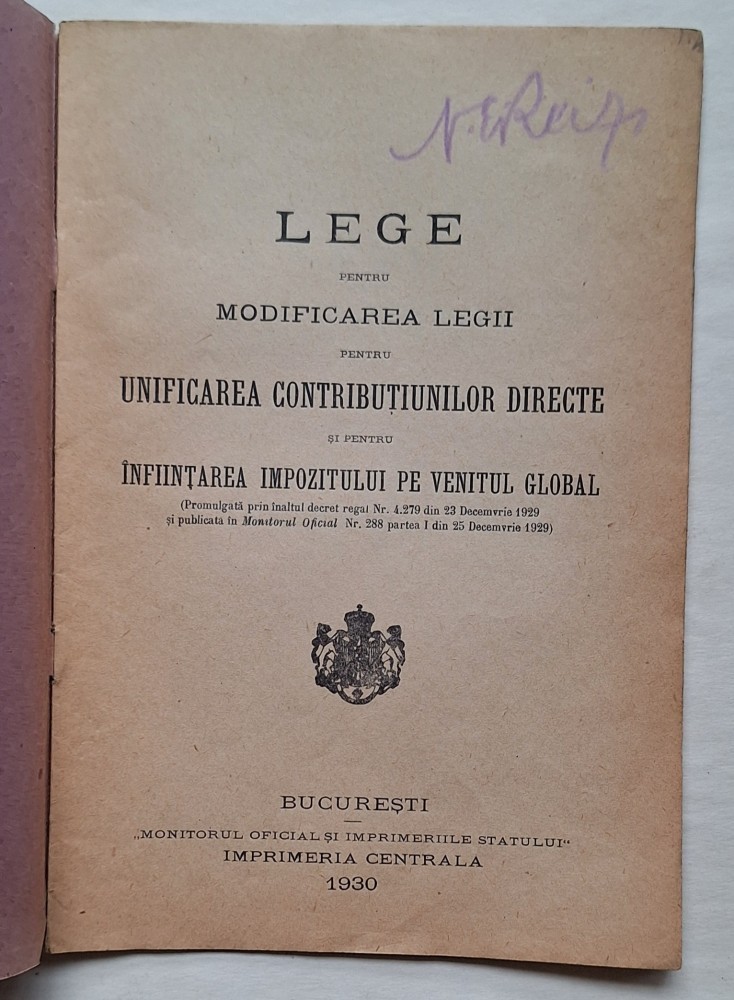 LEGE
PENTRU
MODIFICAREA LEGII
PENTRU
UNIFICAREA CONTRIBUȚIUNILOR DIRECTE
ȘI PENTRU
ÎNFIINȚAREA IMPOZITULUI PE VENITUL GLOBAL
(Promulgată prin înaltul decret regal Nr. 4.279 din 23 Decemvrie 1929
și publicată în Monitorul Oficial Nr. 288 partea I din 25 Decemvrie 1929)
BUCUREȘTI
„MONITORUL OFICIAL ȘI IMPRIMERIILE STATULUI“
IMPRIMERIA CENTRALA
1930